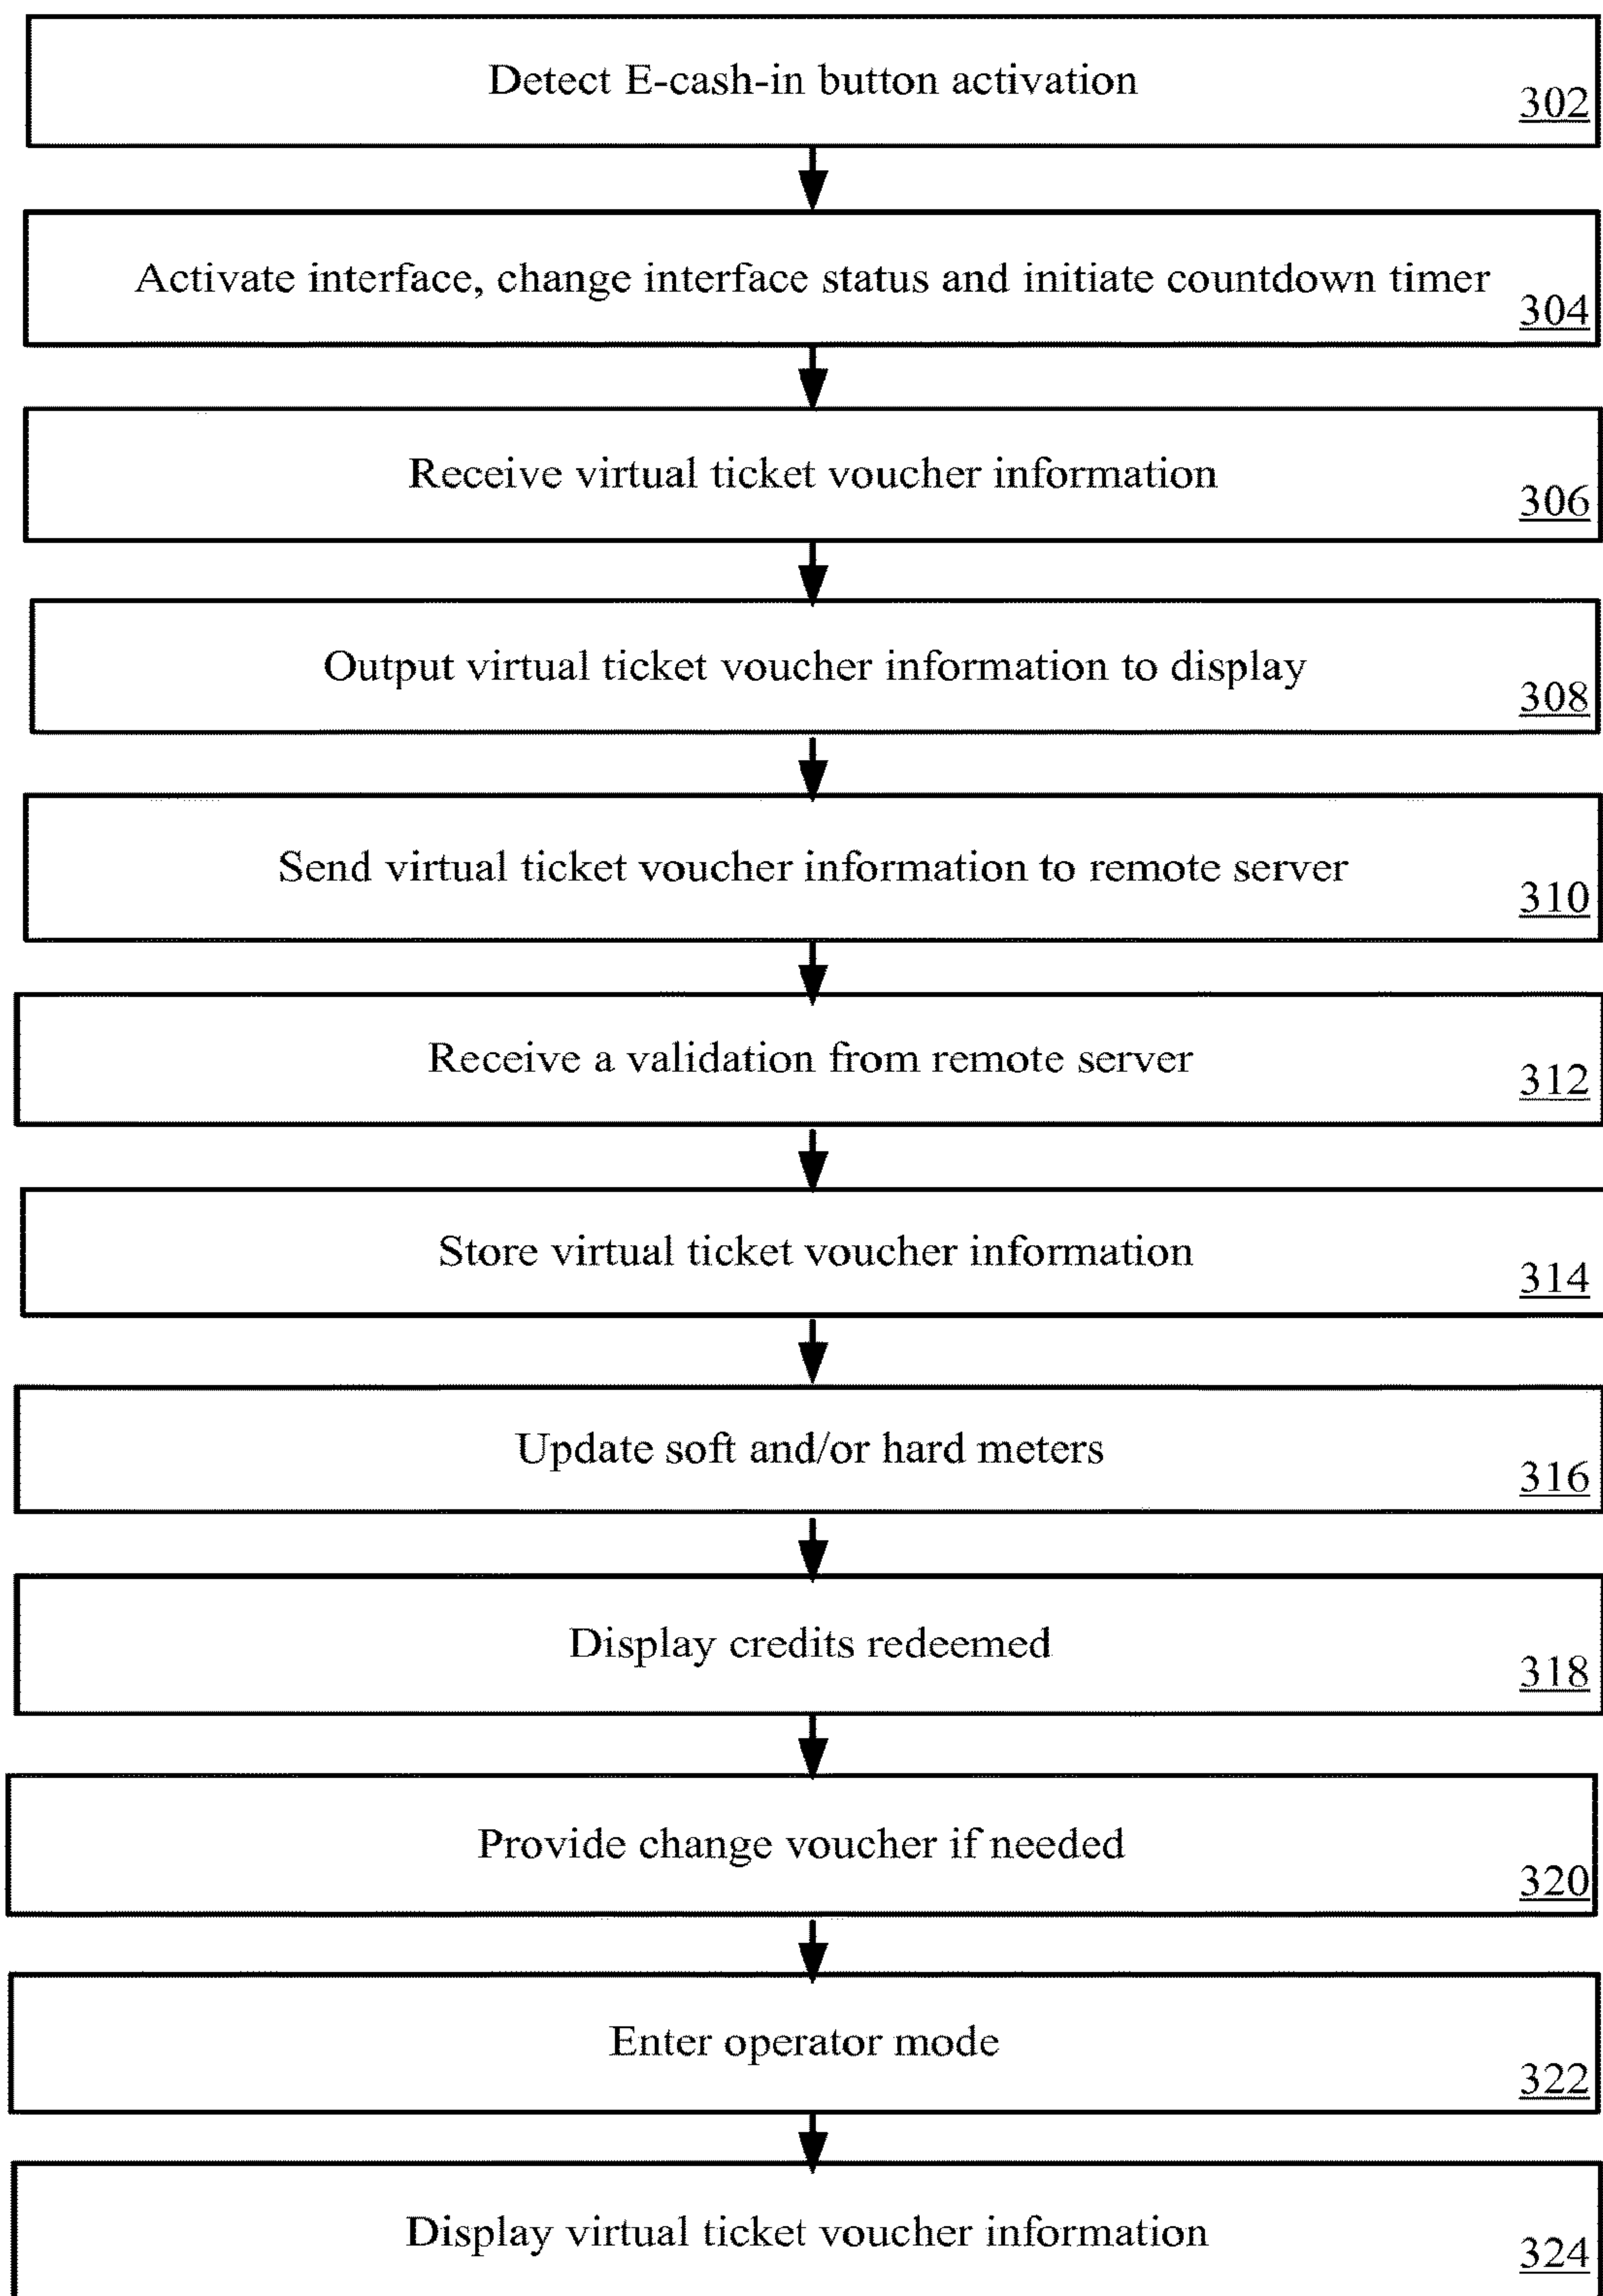 Detect E-cash-in button activation
302
Activate interface, change interface status and initiate countdown timer
304
Receive virtual ticket voucher information
306
Output virtual ticket voucher information to display
308
Send virtual ticket voucher information to remote server
310
Receive a validation from remote server
312
Store virtual ticket voucher information
314
Update soft and/or hard meters
316
Display credits redeemed
318
Provide change voucher if needed
320
Enter operator mode
322
Display virtual ticket voucher information
324